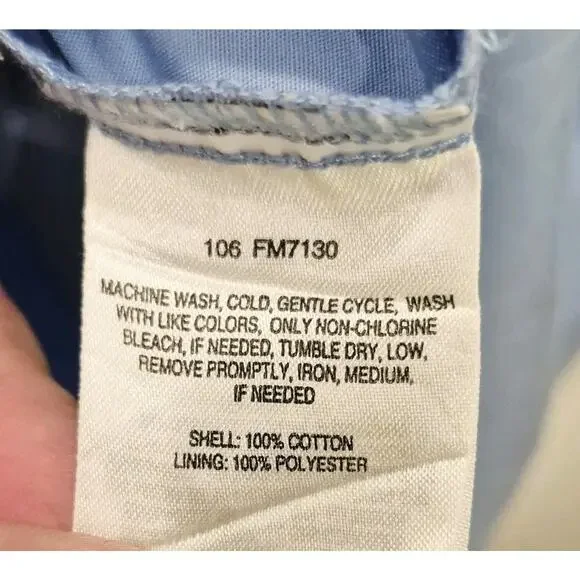 106 FM7130
MACHINE WASH, COLD, GENTLE CYCLE, WASH
WITH LIKE COLORS, ONLY NON-CHLORINE
BLEACH, IF NEEDED, TUMBLE DRY, LOW,
REMOVE PROMPTLY, IRON, MEDIUM,
IF NEEDED
SHELL: 100% COTTON
LINING: 100% POLYESTER